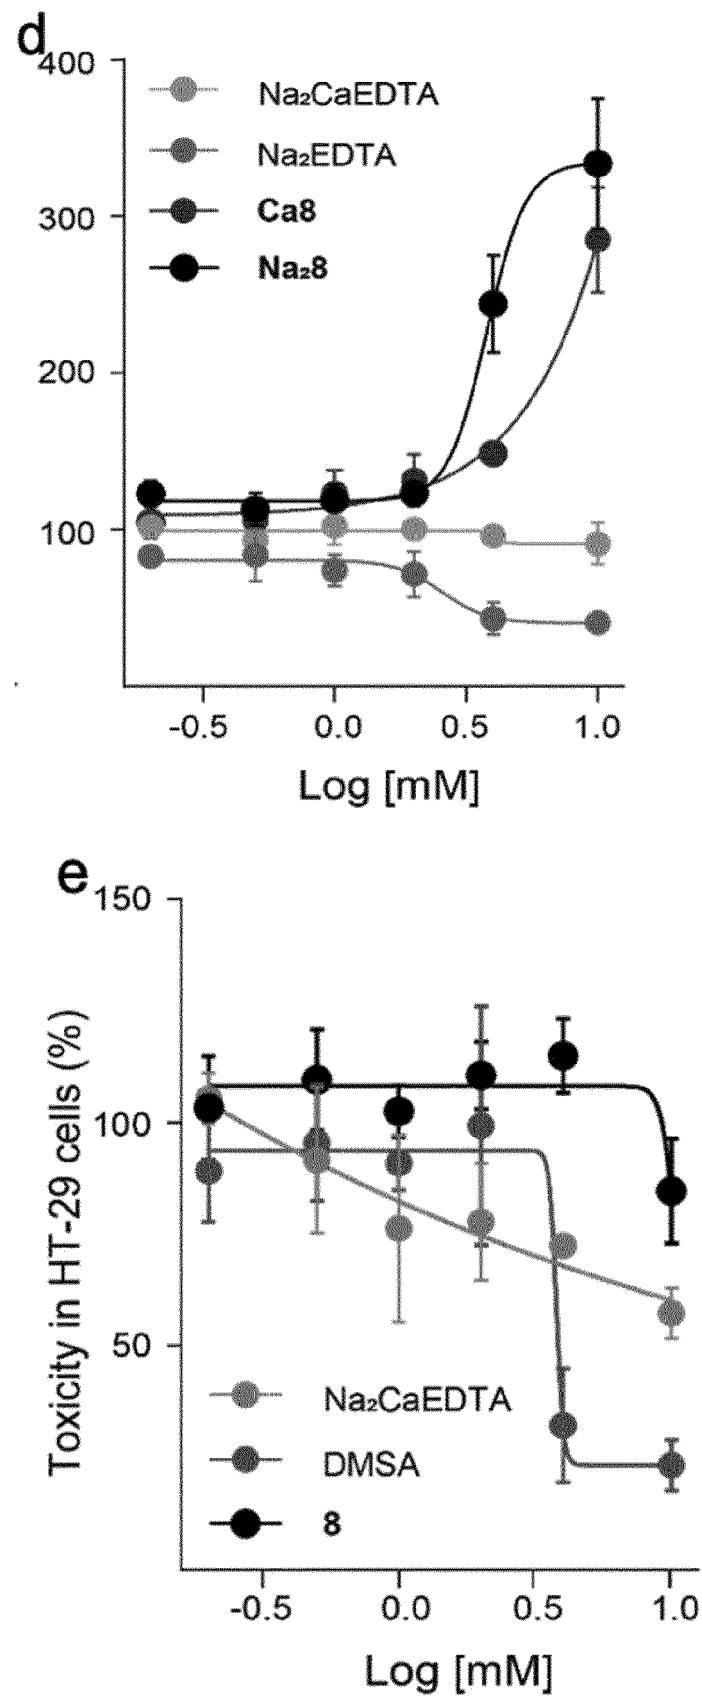 d
400
Na₂CaEDTA
Na₂EDTA
300
Ca8
Na₂8
200
100
-0.5 0.0 0.5 1.0
Log [mM]
e
150
Toxicity in HT-29 cells (%)
100
50
Na₂CaEDTA
DMSA
8
-0.5 0.0 0.5 1.0
Log [mM]